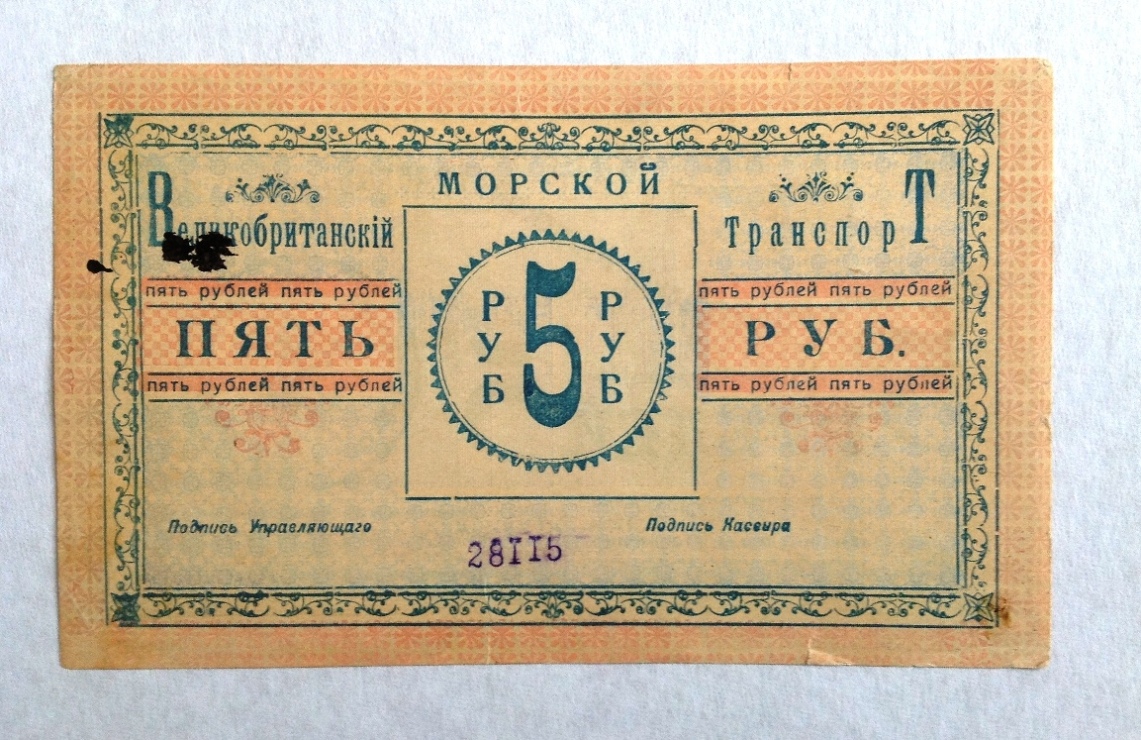 МОРСКОЙ
Великобританскій
ТранспорТ
пять рублей пять рублей
ПЯТЬ
пять рублей пять рублей
РУБ
5
РУБ
пять рублей пять рублей
РУБ.
пять рублей пять рублей
Подпись Управляющаго
Подпись Кассира
28II5